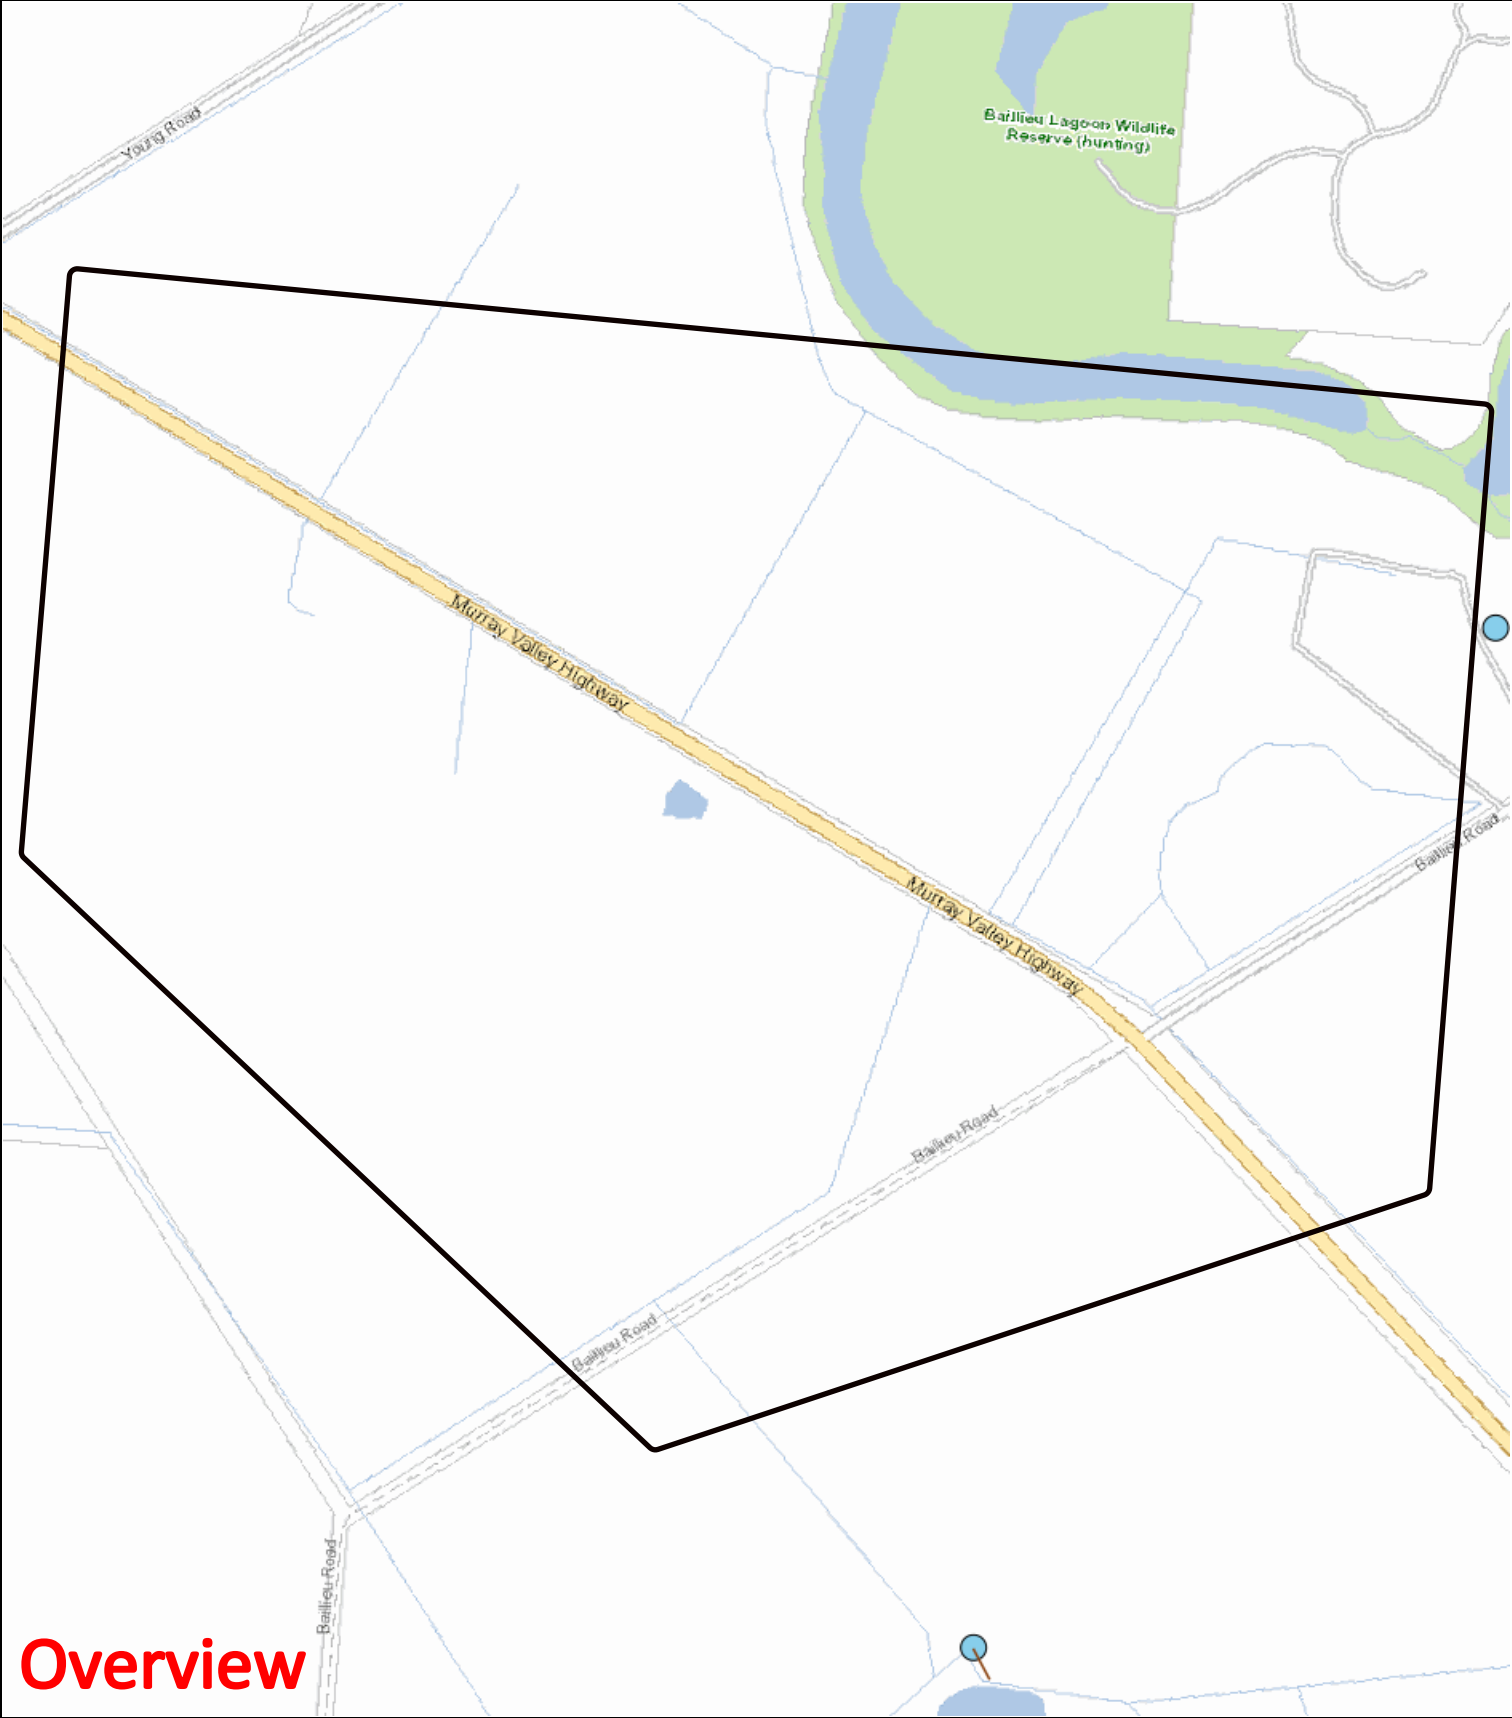 Young Road
Baillieu Lagoon Wildlife
Reserve (hunting)
Murray Valley Highway
Baillieu Road
Murray Valley Highway
Baillieu Road
Baillieu Road
Baillieu Road
Overview